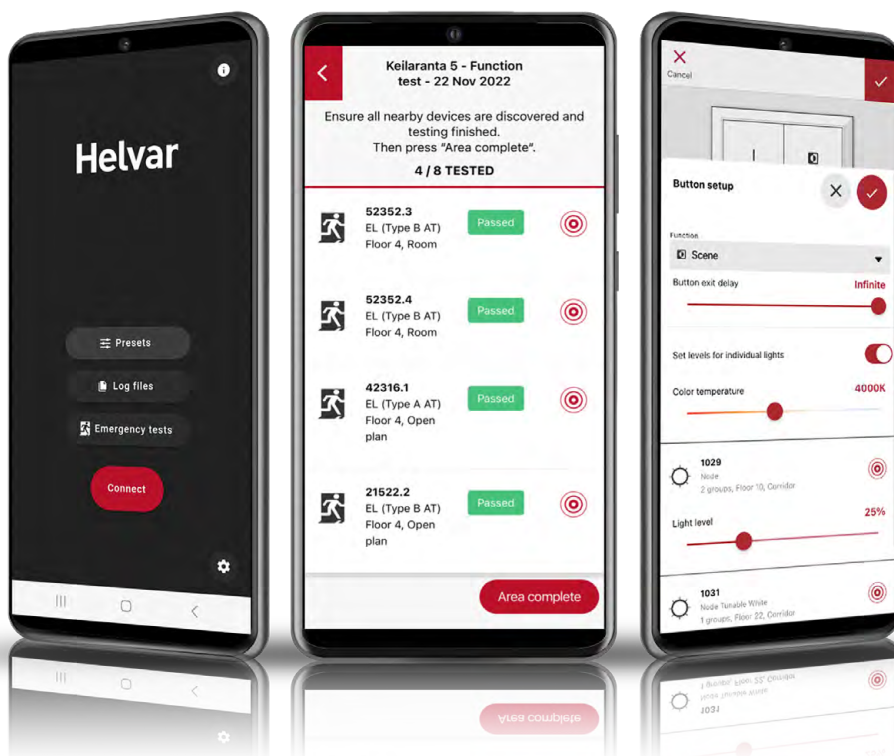 Helvar
Presets
Log files
Emergency tests
Connect
Keilaranta 5 - Function
test - 22 Nov 2022
Ensure all nearby devices are discovered and
testing finished.
Then press "Area complete".
4 / 8 TESTED
52352.3
EL (Type B AT)
Floor 4, Room
Passed
52352.4
EL (Type B AT)
Floor 4, Room
Passed
42316.1
EL (Type A AT)
Floor 4, Open
plan
Passed
21522.2
EL (Type B AT)
Floor 4, Open
plan
Passed
Area complete
Cancel
Button setup
Function
Scene
Button exit delay
Infinite
Set levels for individual lights
Color temperature
4000K
1029
Node
2 groups, Floor 10, Corridor
Light level
25%
1031
Node Tunable White
1 groups, Floor 22, Corridor